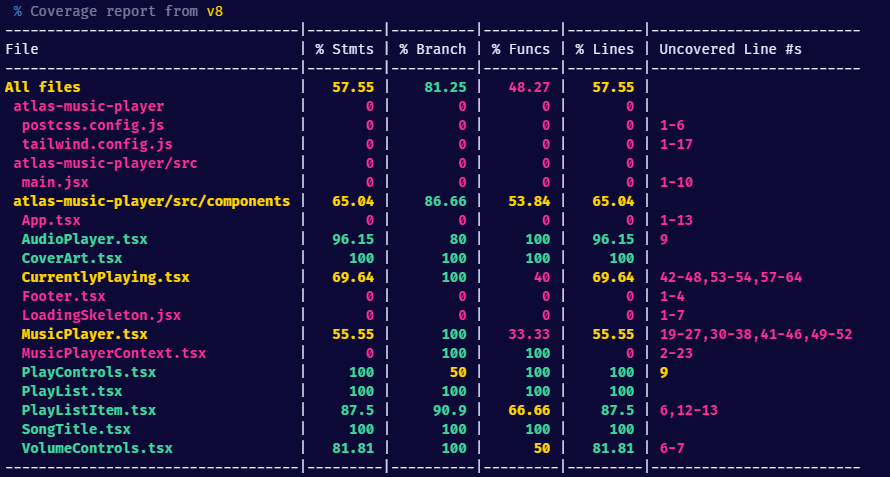 % Coverage report from v8
-----------------------------------|---------|----------|---------|---------|-------------------------
File                               | % Stmts | % Branch | % Funcs | % Lines | Uncovered Line #s
-----------------------------------|---------|----------|---------|---------|-------------------------
All files                          |   57.55 |    81.25 |   48.27 |   57.55 |
 atlas-music-player                |       0 |        0 |       0 |       0 |
  postcss.config.js                |       0 |        0 |       0 |       0 | 1-6
  tailwind.config.js               |       0 |        0 |       0 |       0 | 1-17
 atlas-music-player/src            |       0 |        0 |       0 |       0 |
  main.jsx                         |       0 |        0 |       0 |       0 | 1-10
 atlas-music-player/src/components |   65.04 |    86.66 |   53.84 |   65.04 |
  App.tsx                          |       0 |        0 |       0 |       0 | 1-13
  AudioPlayer.tsx                  |   96.15 |       80 |     100 |   96.15 | 9
  CoverArt.tsx                     |     100 |      100 |     100 |     100 |
  CurrentlyPlaying.tsx             |   69.64 |      100 |      40 |   69.64 | 42-48,53-54,57-64
  Footer.tsx                       |       0 |        0 |       0 |       0 | 1-4
  LoadingSkeleton.jsx              |       0 |        0 |       0 |       0 | 1-7
  MusicPlayer.tsx                  |   55.55 |      100 |   33.33 |   55.55 | 19-27,30-38,41-46,49-52
  MusicPlayerContext.tsx           |       0 |      100 |     100 |       0 | 2-23
  PlayControls.tsx                 |     100 |       50 |     100 |     100 | 9
  PlayList.tsx                     |     100 |      100 |     100 |     100 |
  PlayListItem.tsx                 |    87.5 |     90.9 |   66.66 |    87.5 | 6,12-13
  SongTitle.tsx                    |     100 |      100 |     100 |     100 |
  VolumeControls.tsx               |   81.81 |      100 |      50 |   81.81 | 6-7
-----------------------------------|---------|----------|---------|---------|-------------------------